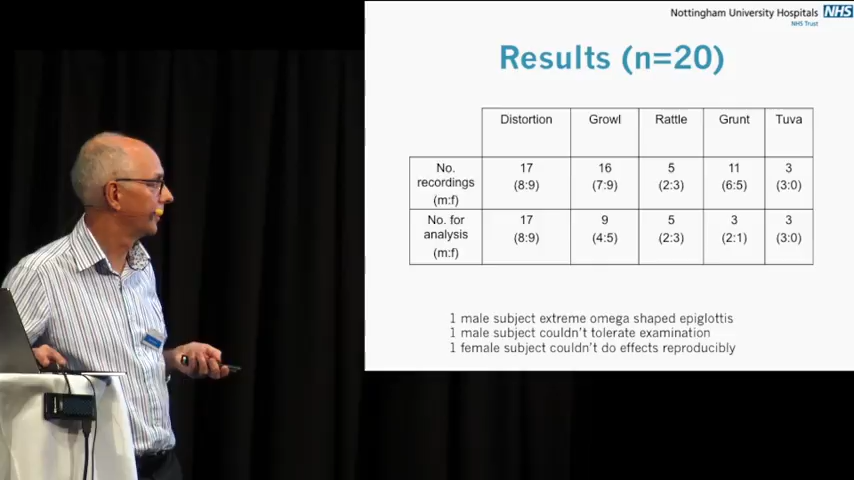 Nottingham University Hospitals NHS
NHS Trust
Results (n=20)
Distortion Growl Rattle Grunt Tuva
No. recordings (m:f) 17 (8:9) 16 (7:9) 5 (2:3) 11 (6:5) 3 (3:0)
No. for analysis (m:f) 17 (8:9) 9 (4:5) 5 (2:3) 3 (2:1) 3 (3:0)
1 male subject extreme omega shaped epiglottis
1 male subject couldn't tolerate examination
1 female subject couldn't do effects reproducibly